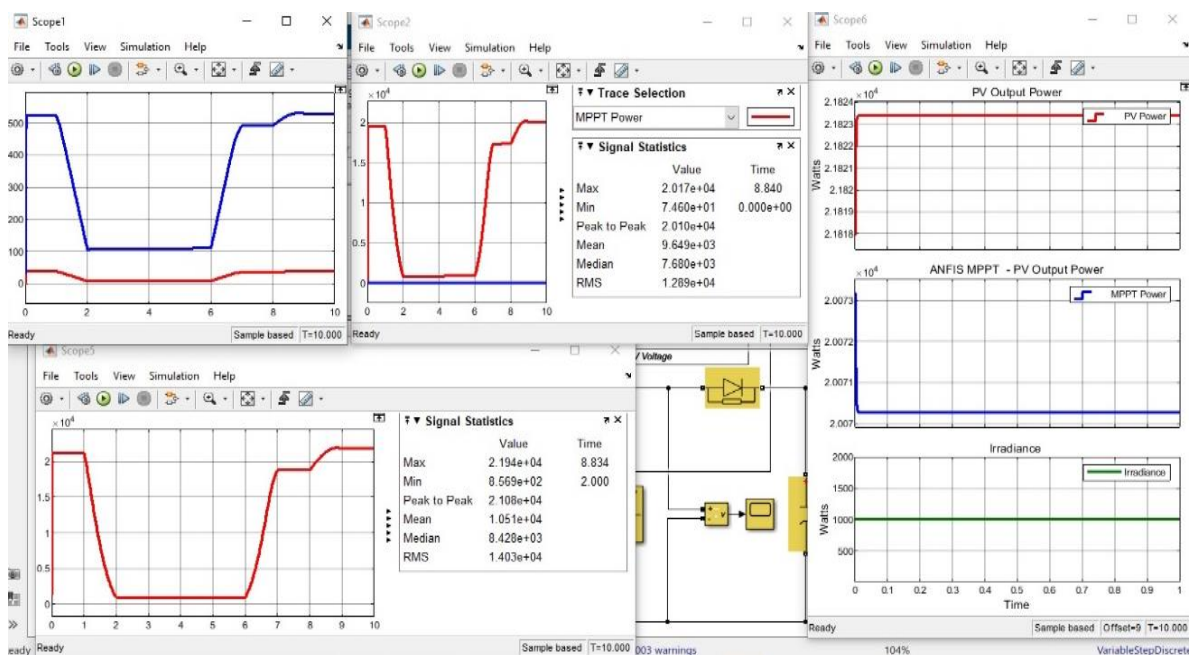 Scope1
File Tools View Simulation Help
500
400
300
200
100
0
0 2 4 6 8 10
Ready Sample based T=10.000
Scope2
File Tools View Simulation Help
×10⁴
2
1.5
1
0.5
0
0 2 4 6 8 10
Trace Selection
MPPT Power
Signal Statistics
Value Time
Max 2.017e+04 8.840
Min 7.460e+01 0.000e+00
Peak to Peak 2.010e+04
Mean 9.649e+03
Median 7.680e+03
RMS 1.289e+04
Ready Sample based T=10.000
Scope5
File Tools View Simulation Help
×10⁴
2
1.5
1
0.5
0
0 1 2 3 4 5 6 7 8 9 10
Signal Statistics
Value Time
Max 2.194e+04 8.834
Min 8.569e+02 2.000
Peak to Peak 2.108e+04
Mean 1.051e+04
Median 8.428e+03
RMS 1.403e+04
Ready Sample based T=10.000
V Voltage
v
Scope6
File Tools View Simulation Help
PV Output Power
×10⁴
2.1824
2.1823
2.1822
2.1821
2.182
2.1819
2.1818
Watts
PV Power
ANFIS MPPT - PV Output Power
×10⁴
2.0073
2.0072
2.0071
2.007
Watts
MPPT Power
Irradiance
2000
1500
1000
500
Watts
Irradiance
0 0.1 0.2 0.3 0.4 0.5 0.6 0.7 0.8 0.9 1
Time
Ready Sample based Offset=9 T=10.000
003 warnings 104% VariableStepDiscrete